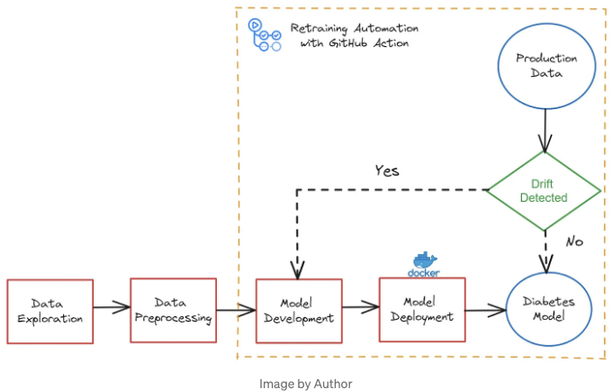 Retraining Automation
with GitHub Action
Production
Data
Yes
Drift
Detected
No
docker
Data
Exploration
Data
Preprocessing
Model
Development
Model
Deployment
Diabetes
Model
Image by Author